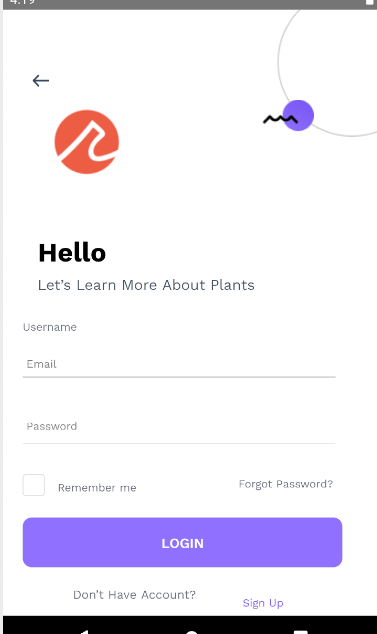 4:19
Hello
Let's Learn More About Plants
Username
Email
Password
Remember me
Forgot Password?
LOGIN
Don't Have Account?
Sign Up